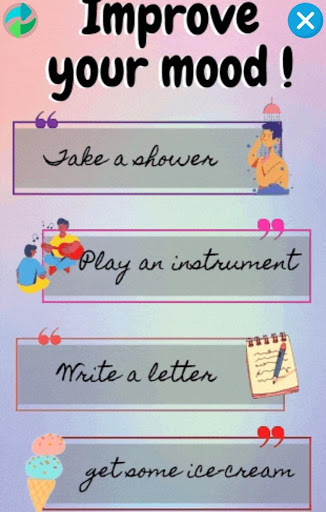 Improve
your mood !
Take a shower
Play an instrument
Write a letter
get some ice-cream